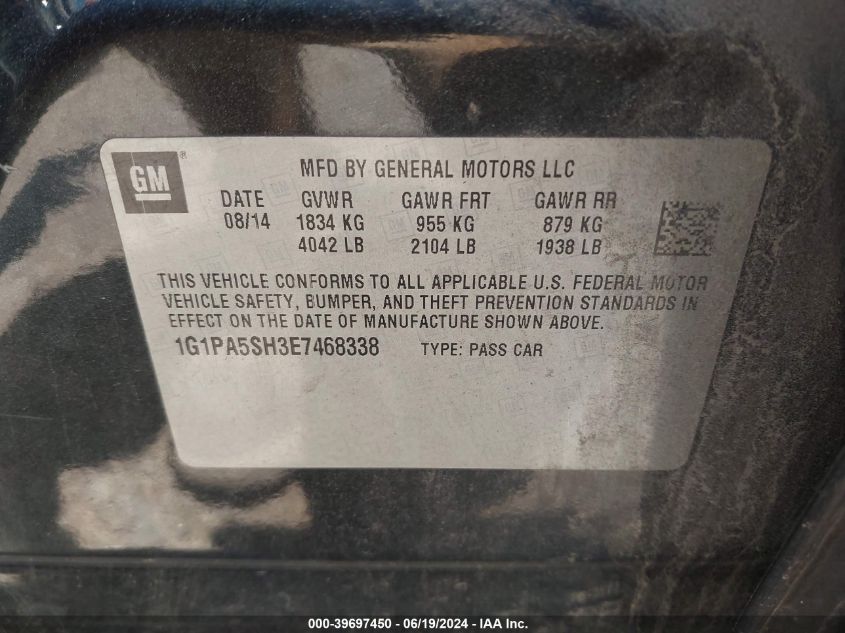 GM®
MFD BY GENERAL MOTORS LLC
DATE GVWR GAWR FRT GAWR RR
08/14 1834 KG 955 KG 879 KG
4042 LB 2104 LB 1938 LB
THIS VEHICLE CONFORMS TO ALL APPLICABLE U.S. FEDERAL MOTOR
VEHICLE SAFETY, BUMPER, AND THEFT PREVENTION STANDARDS IN
EFFECT ON THE DATE OF MANUFACTURE SHOWN ABOVE.
1G1PA5SH3E7468338 TYPE: PASS CAR
000-39697450 - 06/19/2024 - IAA Inc.